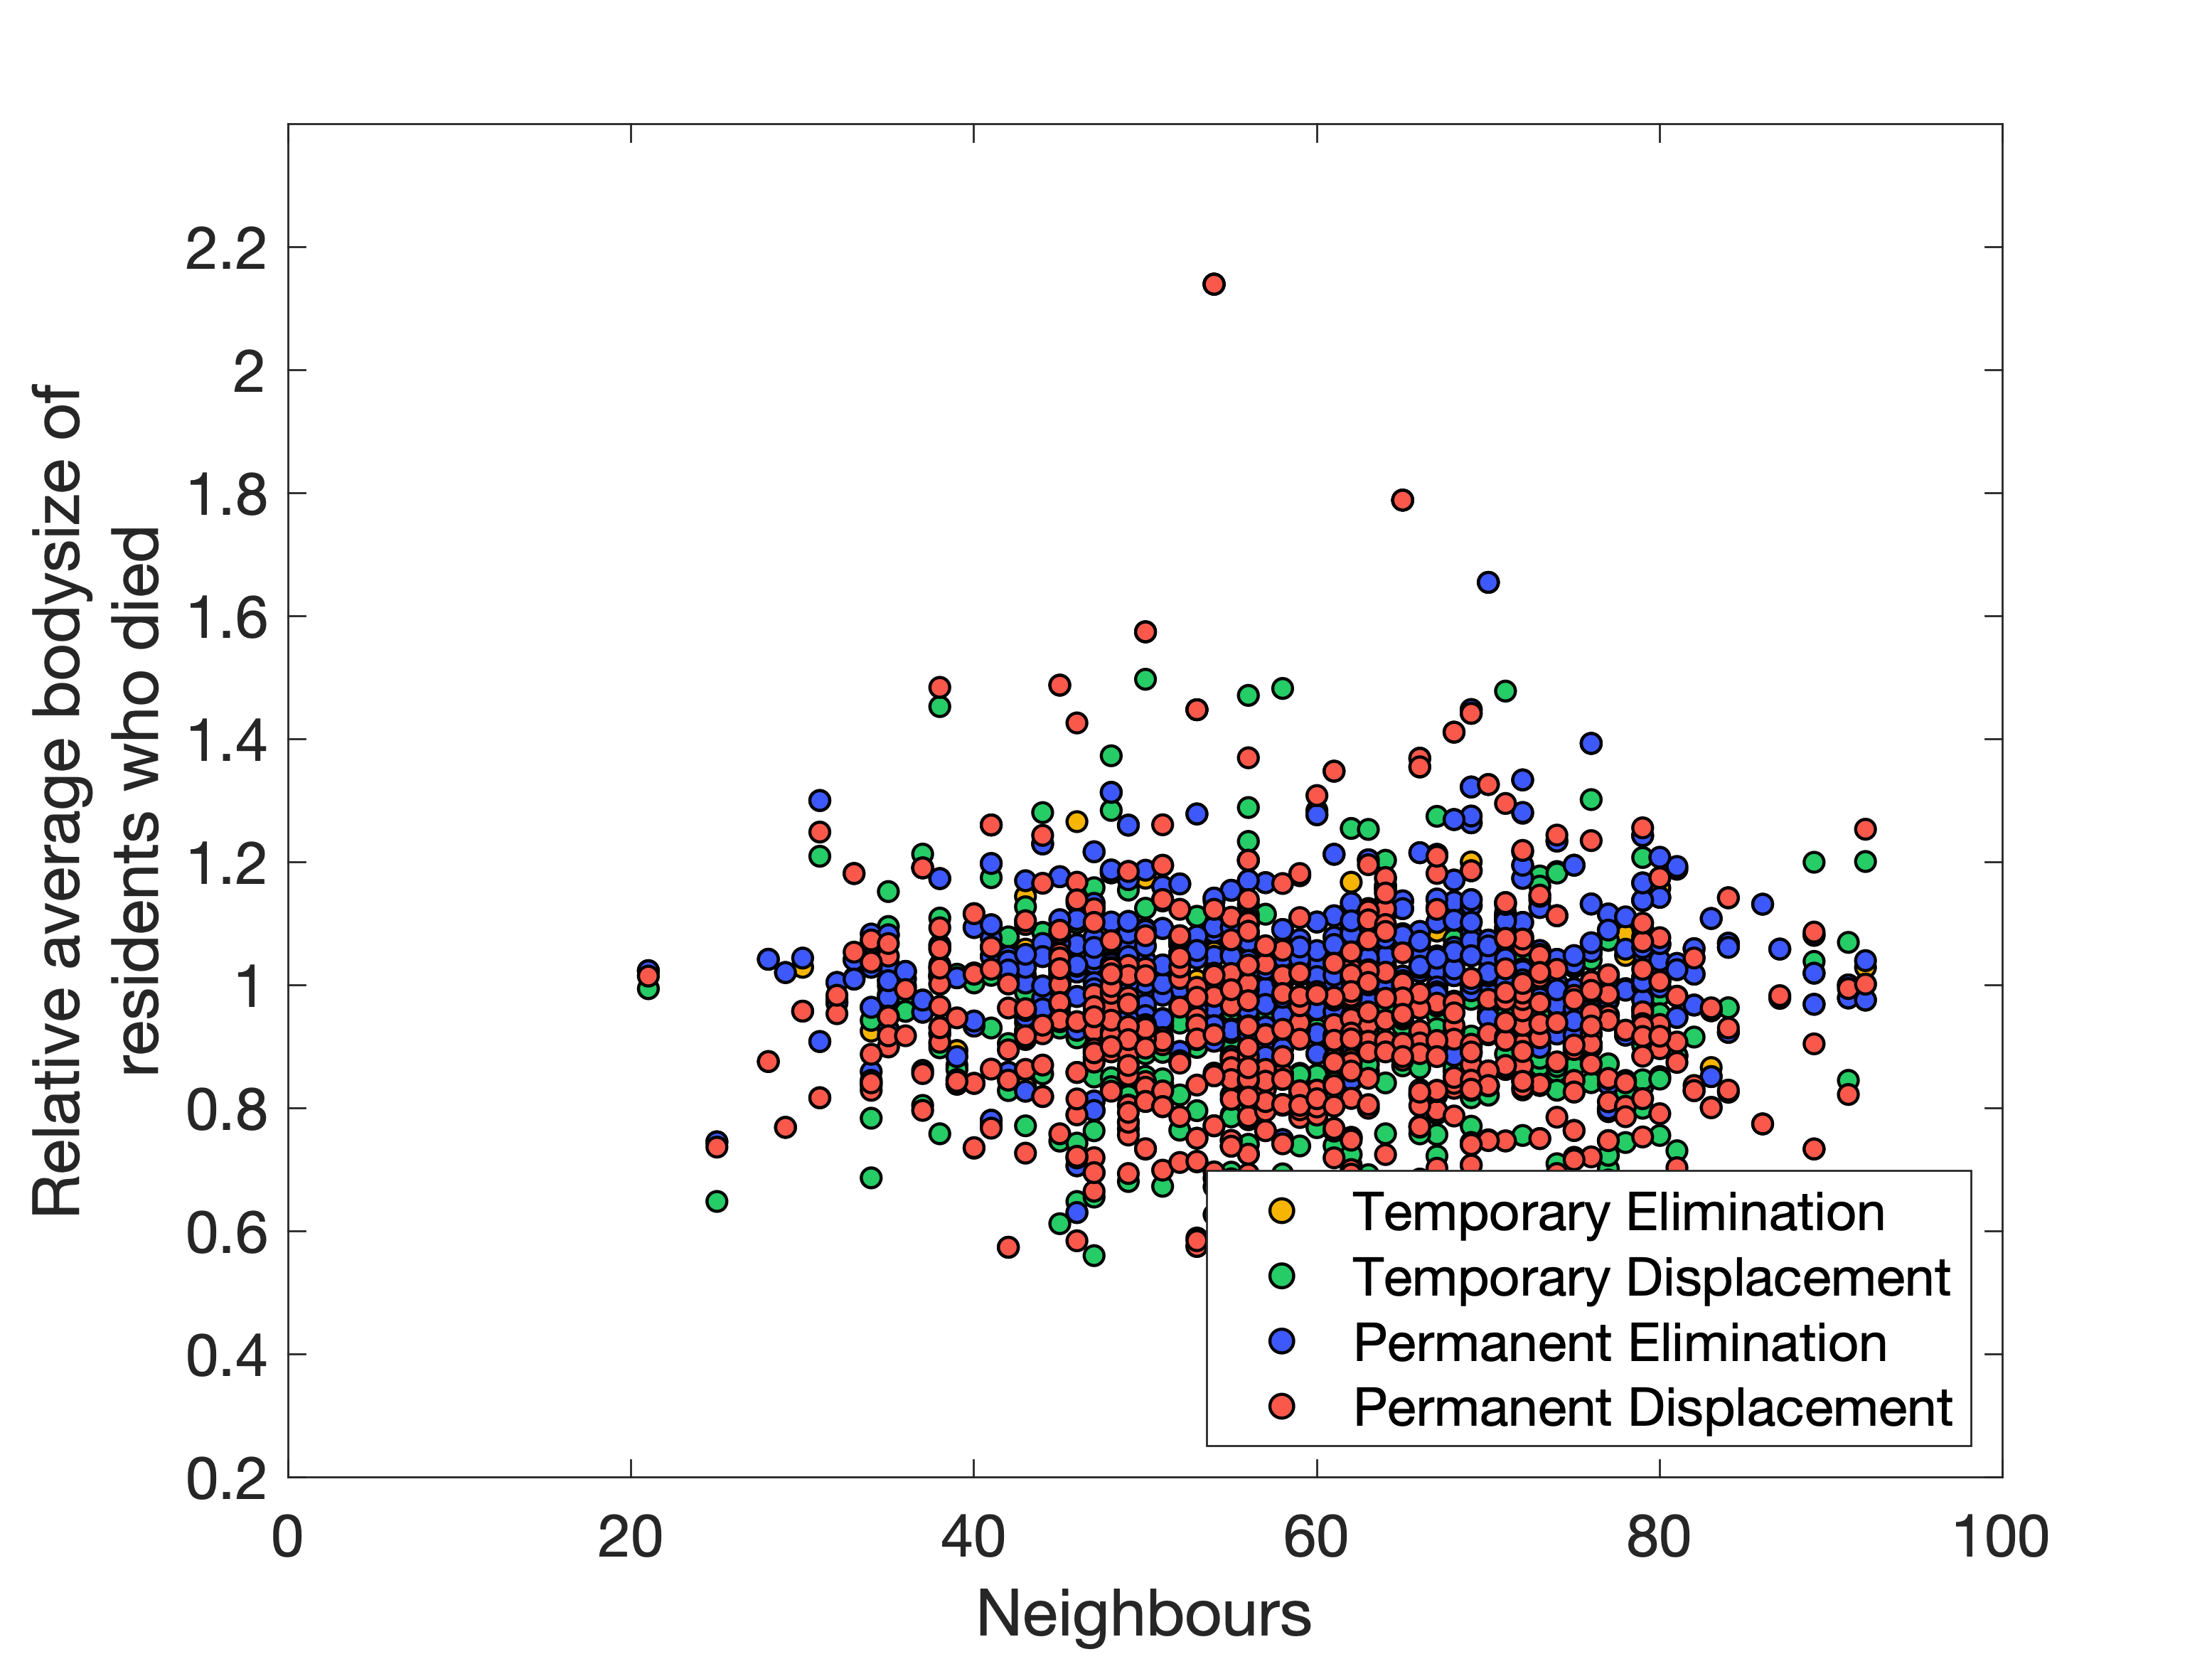 Relative average bodysize of
residents who died
2.2
2
1.8
1.6
1.4
1.2
1
0.8
0.6
0.4
0.2
0 20 40 60 80 100
Neighbours
Temporary Elimination
Temporary Displacement
Permanent Elimination
Permanent Displacement